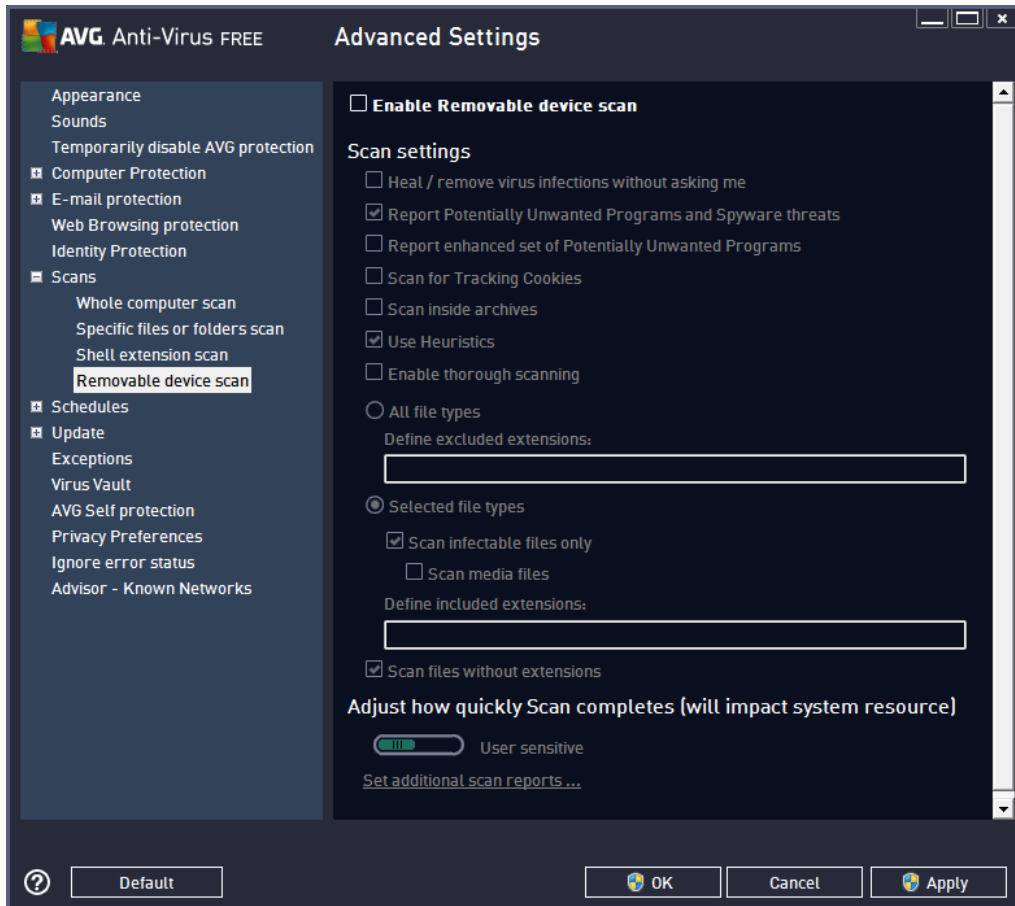 AVG. Anti-Virus FREE
Advanced Settings
Appearance
Sounds
Temporarily disable AVG protection
Computer Protection
E-mail protection
Web Browsing protection
Identity Protection
Scans
Whole computer scan
Specific files or folders scan
Shell extension scan
Removable device scan
Schedules
Update
Exceptions
Virus Vault
AVG Self protection
Privacy Preferences
Ignore error status
Advisor - Known Networks
Enable Removable device scan
Scan settings
Heal / remove virus infections without asking me
Report Potentially Unwanted Programs and Spyware threats
Report enhanced set of Potentially Unwanted Programs
Scan for Tracking Cookies
Scan inside archives
Use Heuristics
Enable thorough scanning
All file types
Define excluded extensions:
Selected file types
Scan infectable files only
Scan media files
Define included extensions:
Scan files without extensions
Adjust how quickly Scan completes (will impact system resource)
User sensitive
Set additional scan reports ...
? Default OK Cancel Apply